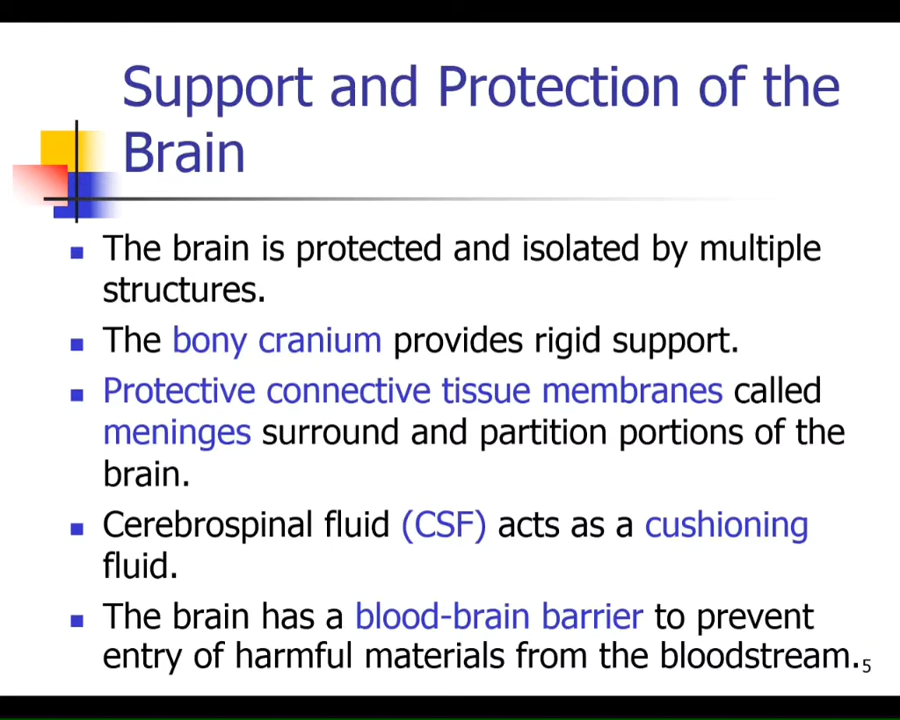 Support and Protection of the
Brain
The brain is protected and isolated by multiple
structures.
The bony cranium provides rigid support.
Protective connective tissue membranes called
meninges surround and partition portions of the
brain.
Cerebrospinal fluid (CSF) acts as a cushioning
fluid.
The brain has a blood-brain barrier to prevent
entry of harmful materials from the bloodstream.
5